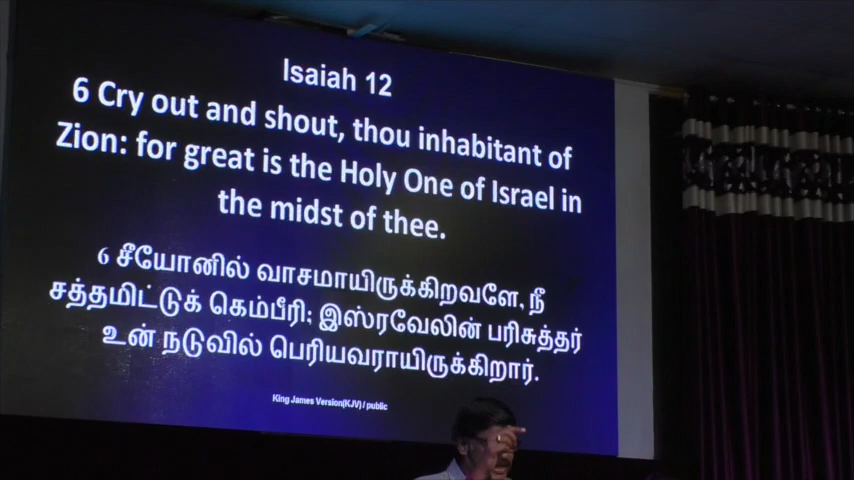 Isaiah 12
6 Cry out and shout, thou inhabitant of
Zion: for great is the Holy One of Israel in
the midst of thee.
6 சீயோனில் வாசமாயிருக்கிறவளே, நீ
சத்தமிட்டுக் கெம்பீரி; இஸ்ரவேலின் பரிசுத்தர்
உன் நடுவில் பெரியவராயிருக்கிறார்.
King James Version(KJV) / public